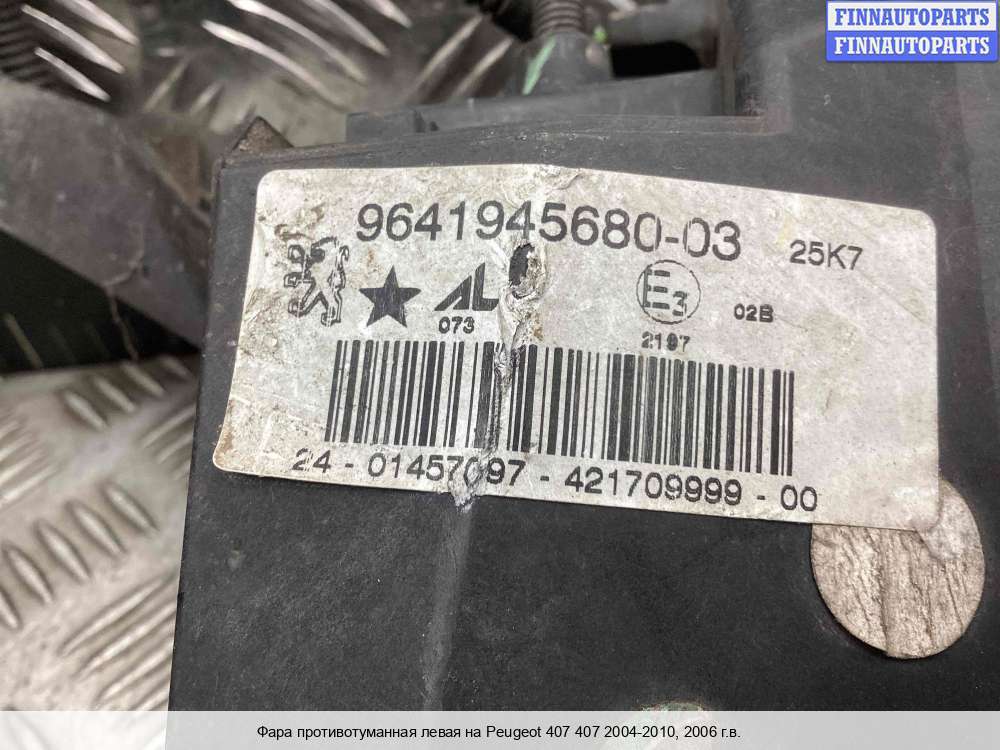 FINNAUTOPARTS
FINNAUTOPARTS
9641945680-03 25K7
AL E3 02B
073 2197
24 - 01457097 - 421709999 - 00
Фара противотуманная левая на Peugeot 407 407 2004-2010, 2006 г.в.